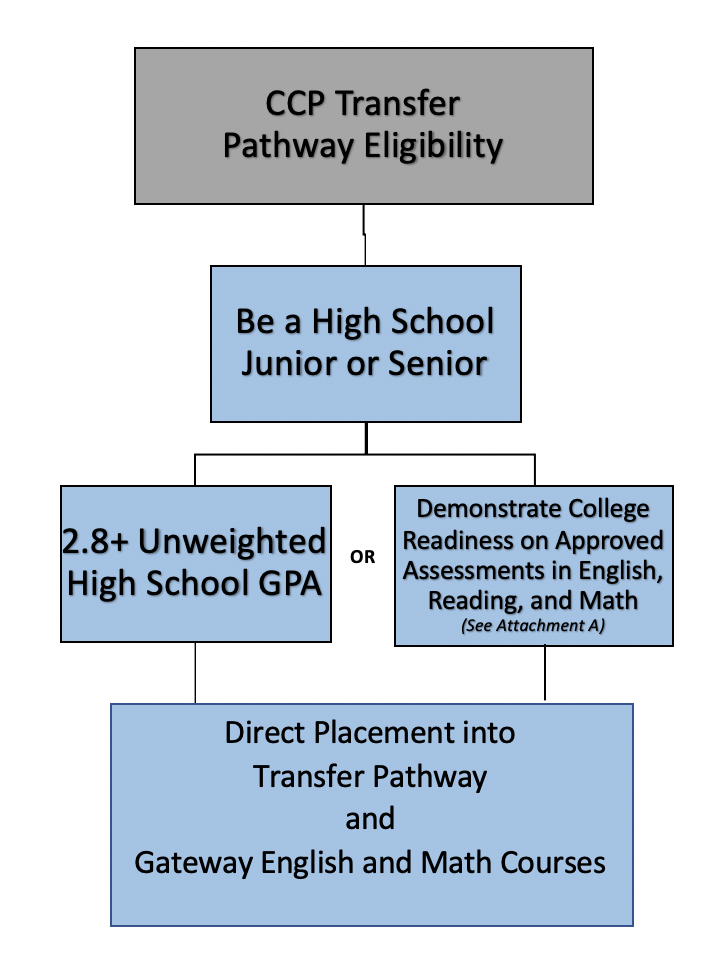 CCP Transfer
Pathway Eligibility
Be a High School
Junior or Senior
2.8+ Unweighted
High School GPA
OR
Demonstrate College
Readiness on Approved
Assessments in English,
Reading, and Math
(See Attachment A)
Direct Placement into
Transfer Pathway
and
Gateway English and Math Courses